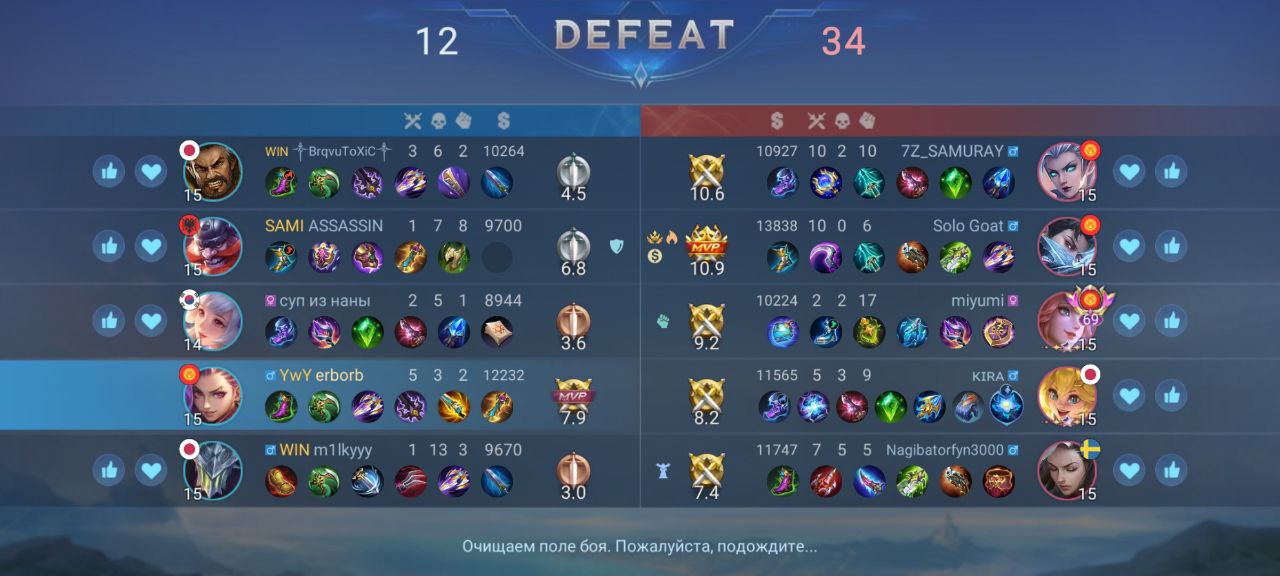 12 DEFEAT 34
WIN ╬BrqvuToXiC╬ 3 6 2 10264
15 4.5
10927 10 2 10 7Z_SAMURAY
10.6 15
SAMI ASSASSIN 1 7 8 9700
15 6.8
13838 10 0 6 Solo Goat
MVP
10.9 15
суп из наны 2 5 1 8944
14 3.6
10224 2 2 17 miyumi
69
9.2 15
YwY erborb 5 3 2 12232
MVP
15 7.9
11565 5 3 9 KIRA
8.2 15
WIN m1lkyyy 1 13 3 9670
15 3.0
11747 7 5 5 Nagibatorfyn3000
7.4 15
Очищаем поле боя. Пожалуйста, подождите...